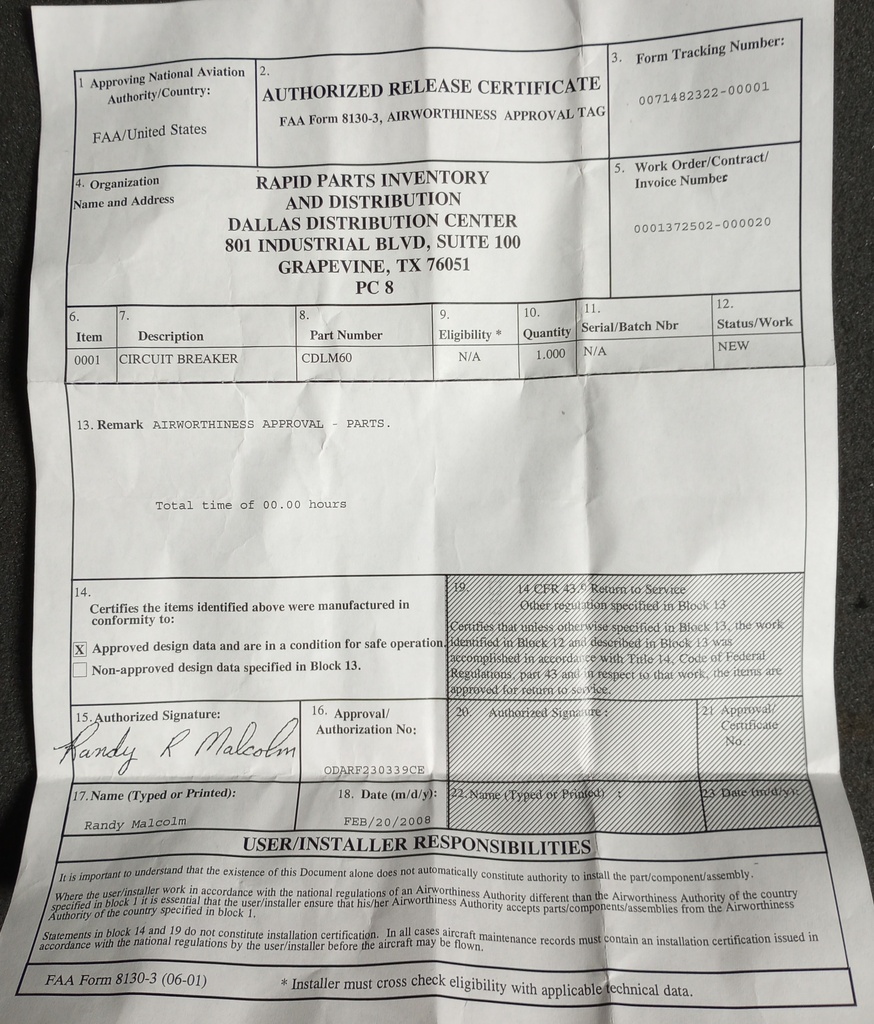 1 Approving National Aviation
Authority/Country:
FAA/United States
2.
AUTHORIZED RELEASE CERTIFICATE
FAA Form 8130-3, AIRWORTHINESS APPROVAL TAG
3. Form Tracking Number:
0071482322-00001
4. Organization
Name and Address
RAPID PARTS INVENTORY
AND DISTRIBUTION
DALLAS DISTRIBUTION CENTER
801 INDUSTRIAL BLVD, SUITE 100
GRAPEVINE, TX 76051
PC 8
5. Work Order/Contract/
Invoice Number
0001372502-000020
6.
Item
7.
Description
8.
Part Number
9.
Eligibility *
10.
Quantity
11.
Serial/Batch Nbr
12.
Status/Work
0001 CIRCUIT BREAKER CDLM60 N/A 1.000 N/A NEW
13. Remark AIRWORTHINESS APPROVAL - PARTS.
Total time of 00.00 hours
14.
Certifies the items identified above were manufactured in
conformity to:
X Approved design data and are in a condition for safe operation.
Non-approved design data specified in Block 13.
19. 14 CFR 43.9 Return to Service
Other regulation specified in Block 13
Certifies that unless otherwise specified in Block 13, the work
identified in Block 12 and described in Block 13 was
accomplished in accordance with Title 14, Code of Federal
Regulations, part 43 and in respect to that work, the items are
approved for return to service.
15. Authorized Signature:
Randy R Malcolm
16. Approval/
Authorization No:
ODARF230339CE
20. Authorized Signature:
21 Approval/
Certificate
No.
17. Name (Typed or Printed):
Randy Malcolm
18. Date (m/d/y):
FEB/20/2008
22. Name (Typed or Printed) :
23 Date (m/d/y):
USER/INSTALLER RESPONSIBILITIES
It is important to understand that the existence of this Document alone does not automatically constitute authority to install the part/component/assembly.
Where the user/installer work in accordance with the national regulations of an Airworthiness Authority different than the Airworthiness Authority of the country
specified in block 1 it is essential that the user/installer ensure that his/her Airworthiness Authority accepts parts/components/assemblies from the Airworthiness
Authority of the country specified in block 1.
Statements in block 14 and 19 do not constitute installation certification. In all cases aircraft maintenance records must contain an installation certification issued in
accordance with the national regulations by the user/installer before the aircraft may be flown.
FAA Form 8130-3 (06-01)
* Installer must cross check eligibility with applicable technical data.